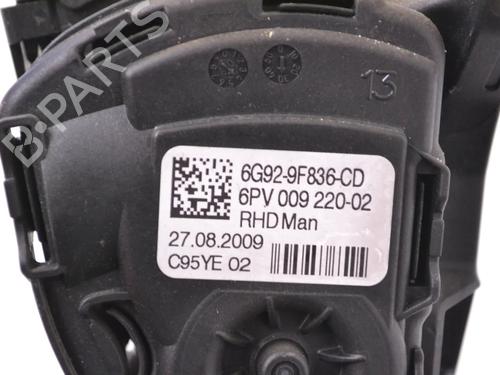 B-PARTS
13
6G92-9F836-CD
6PV 009 220-02
RHD Man
27.08.2009
C95YE 02